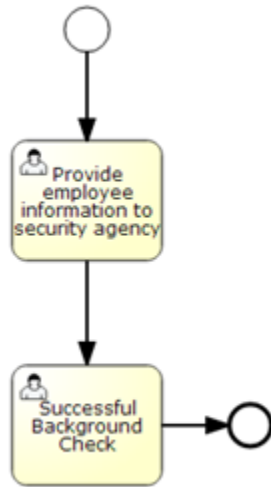 Provide
employee
information to
security agency
Successful
Background
Check